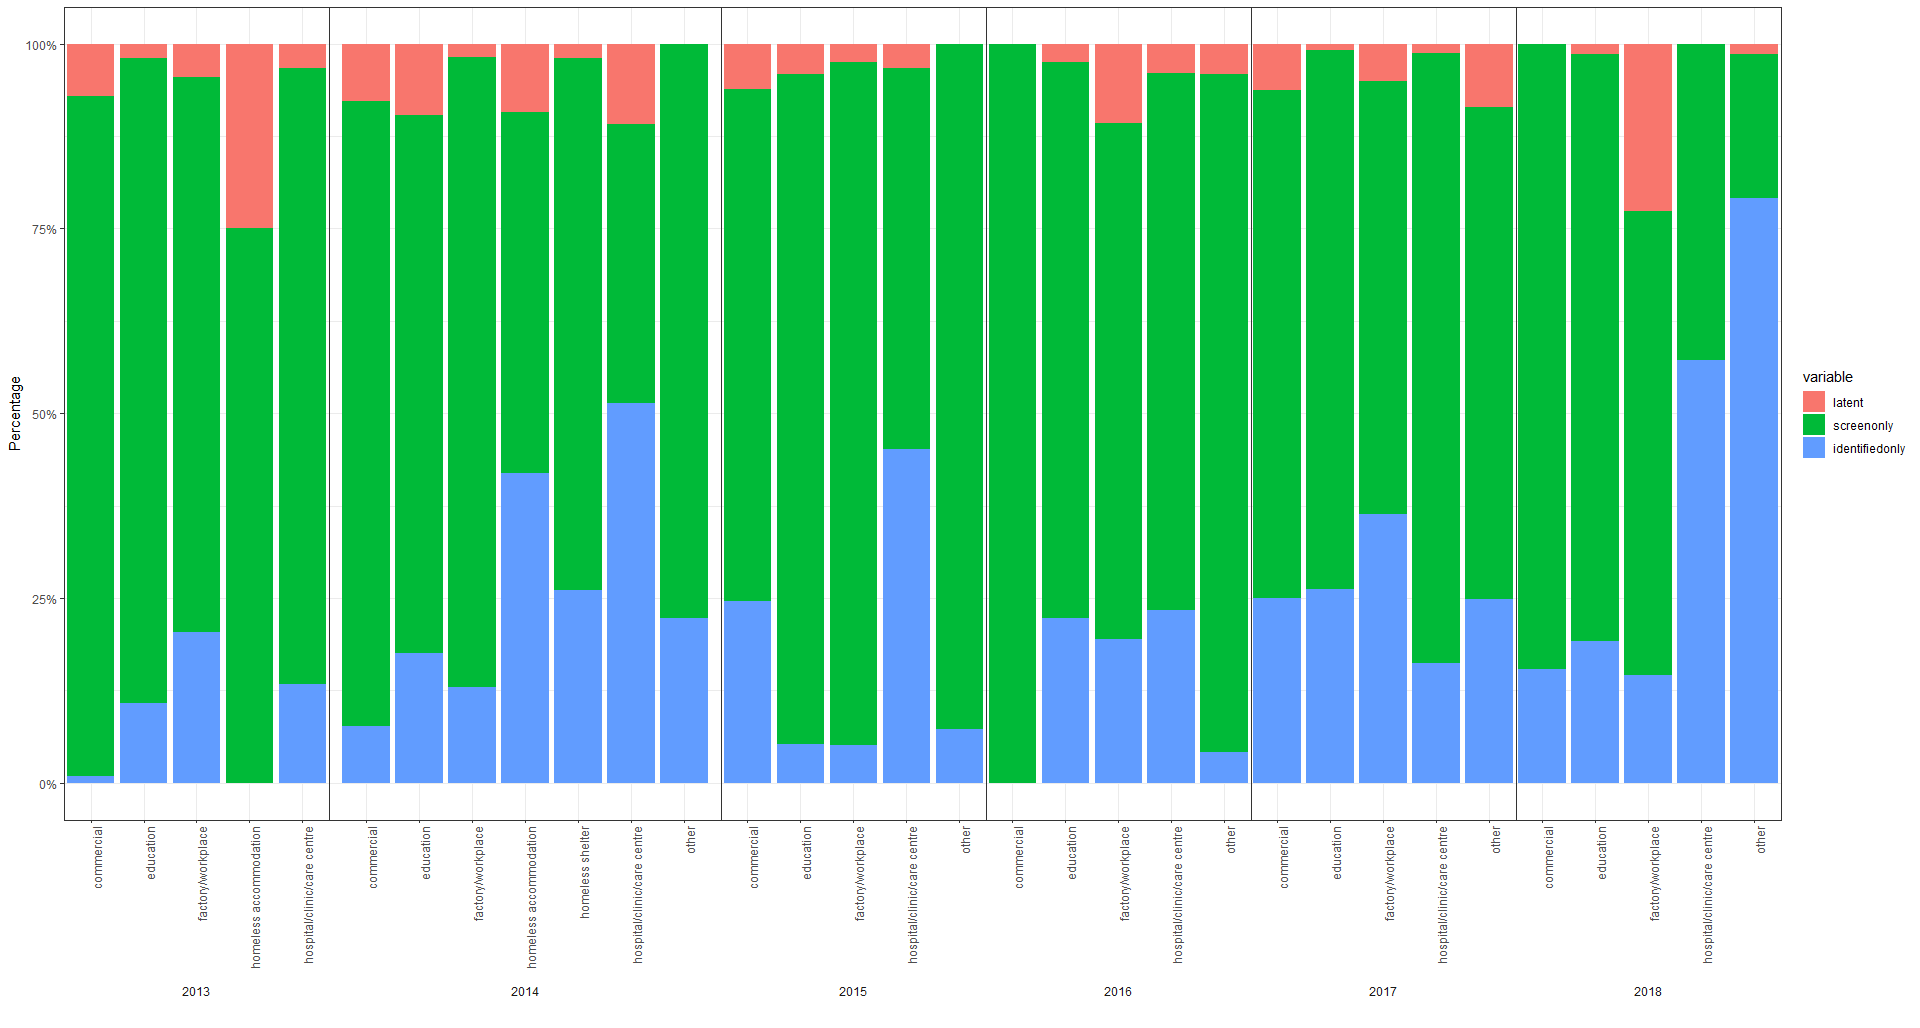 100%
75%
50%
25%
0%
Percentage
commercial
education
factory/workplace
homeless accommodation
hospital/clinic/care centre
commercial
education
factory/workplace
homeless accommodation
homeless shelter
hospital/clinic/care centre
other
commercial
education
factory/workplace
hospital/clinic/care centre
other
commercial
education
factory/workplace
hospital/clinic/care centre
other
commercial
education
factory/workplace
hospital/clinic/care centre
other
commercial
education
factory/workplace
hospital/clinic/care centre
other
2013
2014
2015
2016
2017
2018
variable
latent
screenonly
identifiedonly